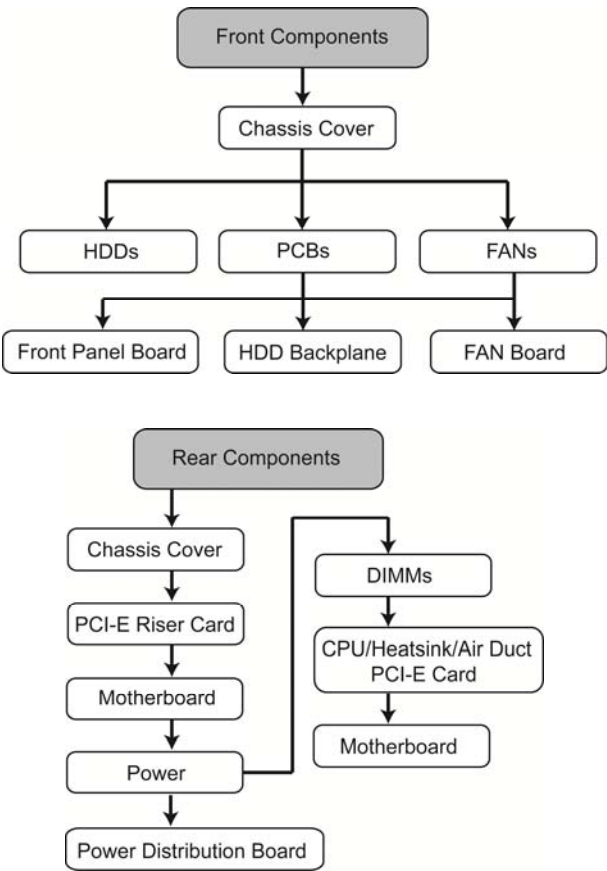 Front Components
Chassis Cover
HDDs
PCBs
FANs
Front Panel Board
HDD Backplane
FAN Board
Rear Components
Chassis Cover
PCI-E Riser Card
Motherboard
Power
Power Distribution Board
DIMMs
CPU/Heatsink/Air Duct
PCI-E Card
Motherboard